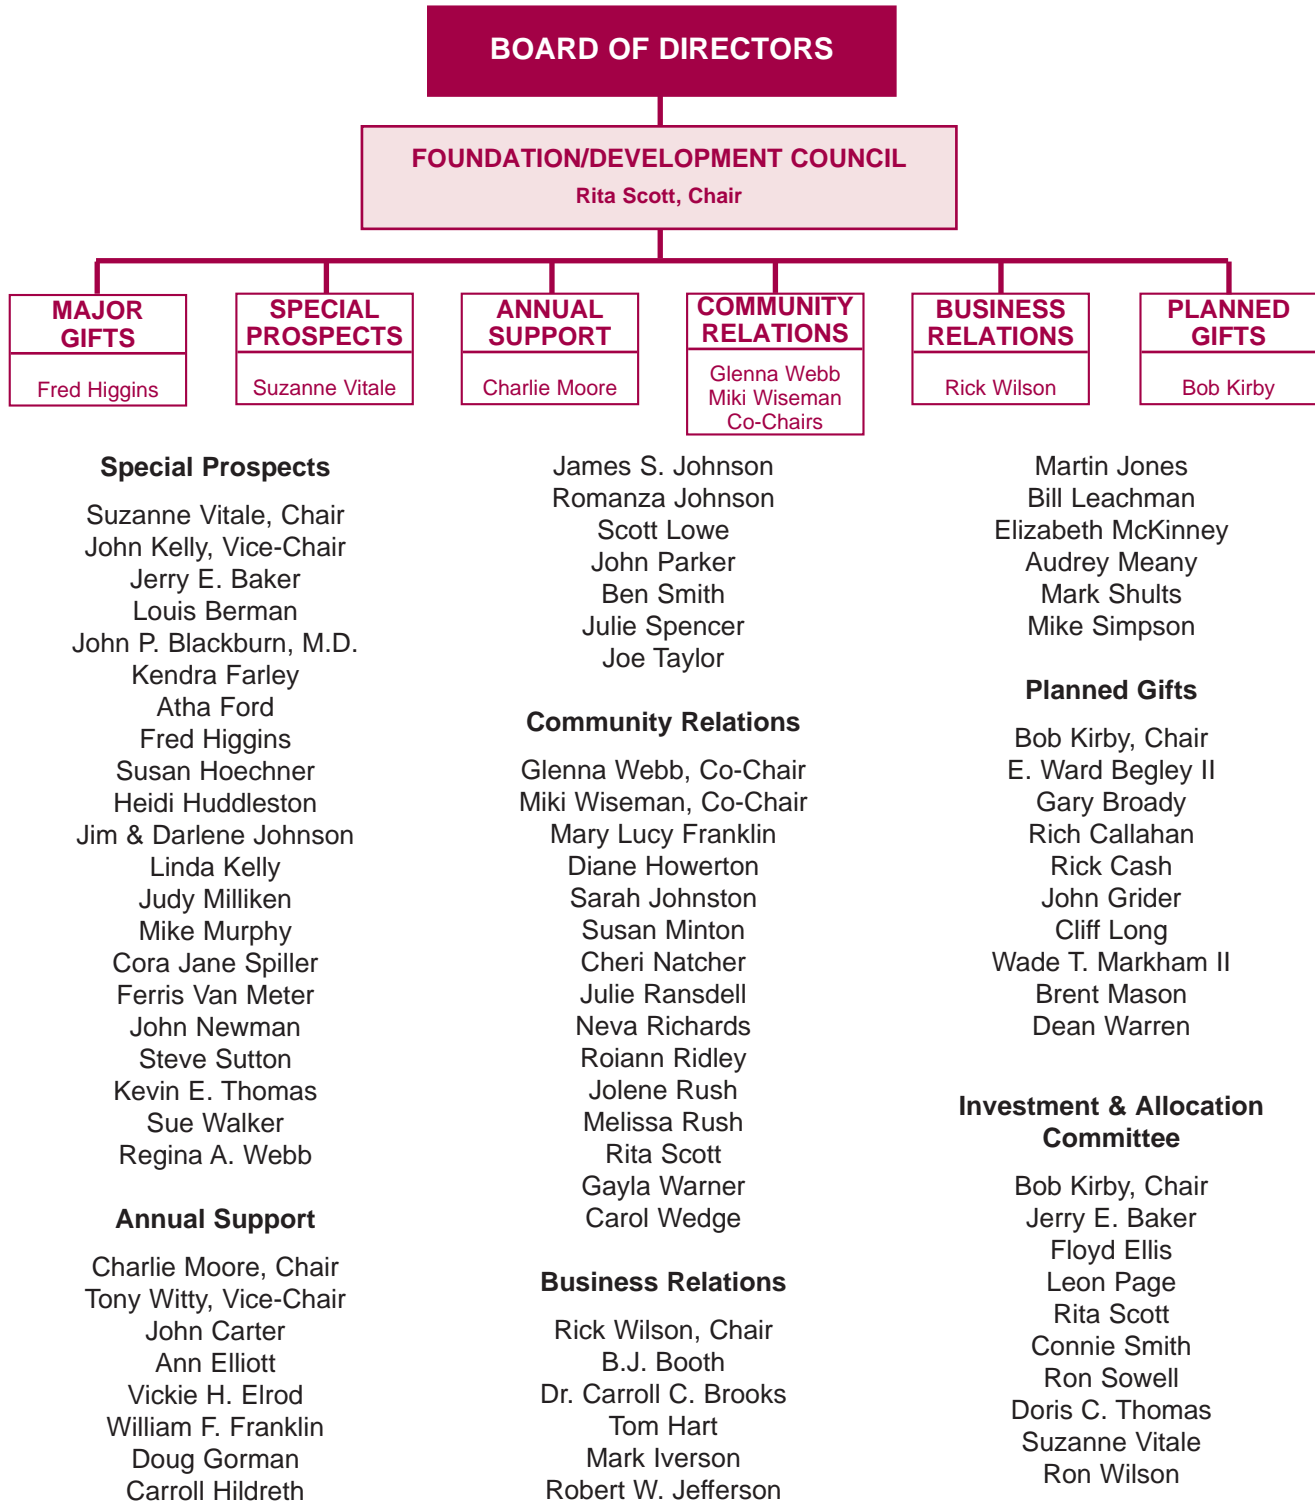 BOARD OF DIRECTORS
FOUNDATION/DEVELOPMENT COUNCIL
Rita Scott, Chair
MAJOR
GIFTS
Fred Higgins
SPECIAL
PROSPECTS
Suzanne Vitale
ANNUAL
SUPPORT
Charlie Moore
COMMUNITY
RELATIONS
Glenna Webb
Miki Wiseman
Co-Chairs
BUSINESS
RELATIONS
Rick Wilson
PLANNED
GIFTS
Bob Kirby
Special Prospects
Suzanne Vitale, Chair
John Kelly, Vice-Chair
Jerry E. Baker
Louis Berman
John P. Blackburn, M.D.
Kendra Farley
Atha Ford
Fred Higgins
Susan Hoechner
Heidi Huddleston
Jim & Darlene Johnson
Linda Kelly
Judy Milliken
Mike Murphy
Cora Jane Spiller
Ferris Van Meter
John Newman
Steve Sutton
Kevin E. Thomas
Sue Walker
Regina A. Webb
Annual Support
Charlie Moore, Chair
Tony Witty, Vice-Chair
John Carter
Ann Elliott
Vickie H. Elrod
William F. Franklin
Doug Gorman
Carroll Hildreth
James S. Johnson
Romanza Johnson
Scott Lowe
John Parker
Ben Smith
Julie Spencer
Joe Taylor
Community Relations
Glenna Webb, Co-Chair
Miki Wiseman, Co-Chair
Mary Lucy Franklin
Diane Howerton
Sarah Johnston
Susan Minton
Cheri Natcher
Julie Ransdell
Neva Richards
Roiann Ridley
Jolene Rush
Melissa Rush
Rita Scott
Gayla Warner
Carol Wedge
Business Relations
Rick Wilson, Chair
B.J. Booth
Dr. Carroll C. Brooks
Tom Hart
Mark Iverson
Robert W. Jefferson
Martin Jones
Bill Leachman
Elizabeth McKinney
Audrey Meany
Mark Shults
Mike Simpson
Planned Gifts
Bob Kirby, Chair
E. Ward Begley II
Gary Broady
Rich Callahan
Rick Cash
John Grider
Cliff Long
Wade T. Markham II
Brent Mason
Dean Warren
Investment & Allocation
Committee
Bob Kirby, Chair
Jerry E. Baker
Floyd Ellis
Leon Page
Rita Scott
Connie Smith
Ron Sowell
Doris C. Thomas
Suzanne Vitale
Ron Wilson